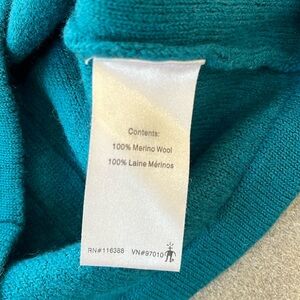 Contents:
100% Merino Wool
100% Laine Mérinos
RN#116388 VN#97010